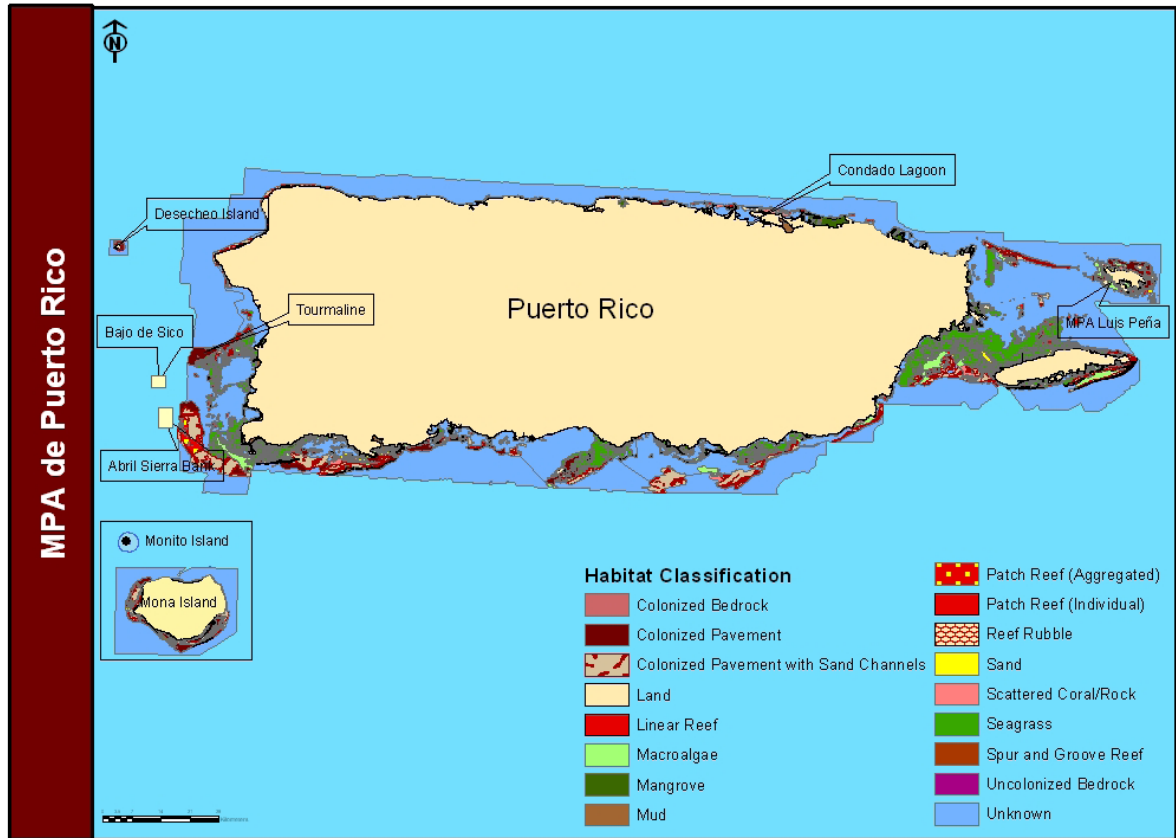 MPA de Puerto Rico
N
Condado Lagoon
Desecheo Island
Tourmaline
Puerto Rico
MPA Luis Peña
Bajo de Sico
Abril Sierra Bank
Monito Island
Mona Island
Habitat Classification
Colonized Bedrock
Colonized Pavement
Colonized Pavement with Sand Channels
Land
Linear Reef
Macroalgae
Mangrove
Mud
Patch Reef (Aggregated)
Patch Reef (Individual)
Reef Rubble
Sand
Scattered Coral/Rock
Seagrass
Spur and Groove Reef
Uncolonized Bedrock
Unknown